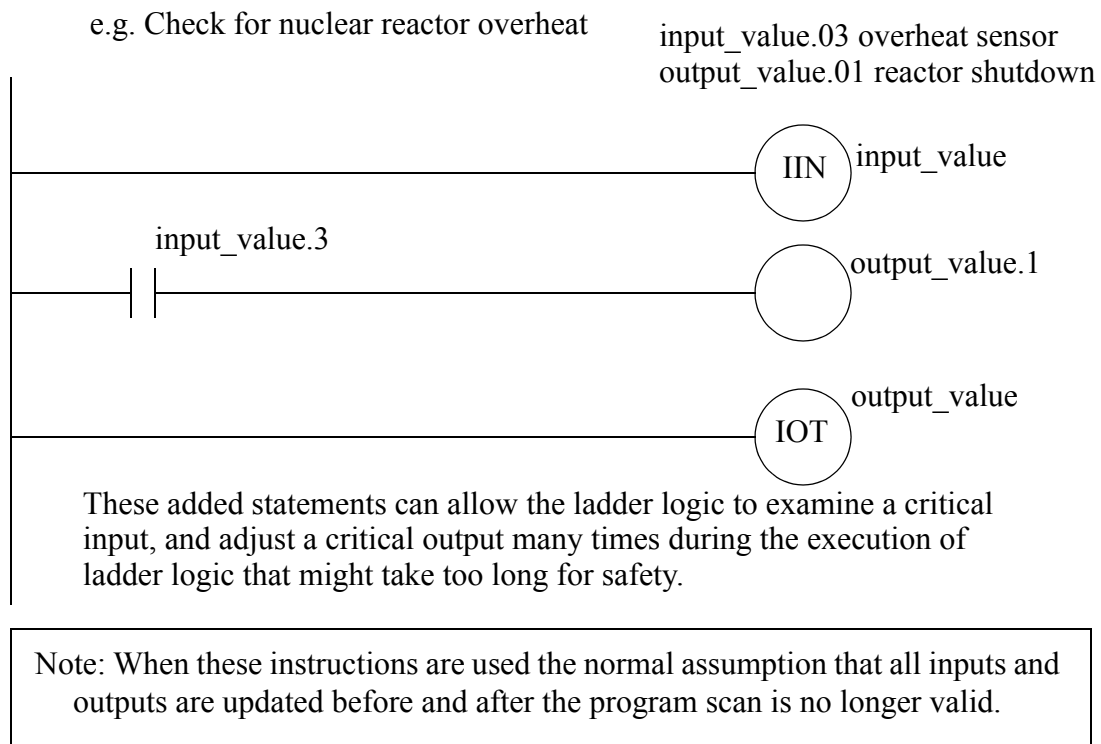 e.g. Check for nuclear reactor overheat
input_value.03 overheat sensor
output_value.01 reactor shutdown
IIN
input_value
input_value.3
output_value.1
output_value
IOT
These added statements can allow the ladder logic to examine a critical
input, and adjust a critical output many times during the execution of
ladder logic that might take too long for safety.
Note: When these instructions are used the normal assumption that all inputs and
outputs are updated before and after the program scan is no longer valid.